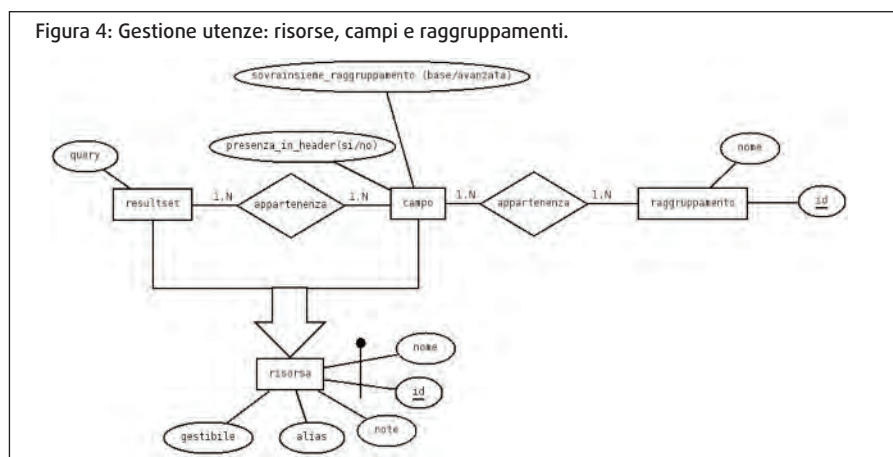 Figura 4: Gestione utenze: risorse, campi e raggruppamenti.
sovrainsieme_raggruppamento (base/avanzata)
presenza_in_header(si/no)
query
nome
resultset
1.N
appartenenza
1.N
campo
1.N
appartenenza
1.N
raggruppamento
id
nome
risorsa
id
gestibile
alias
note